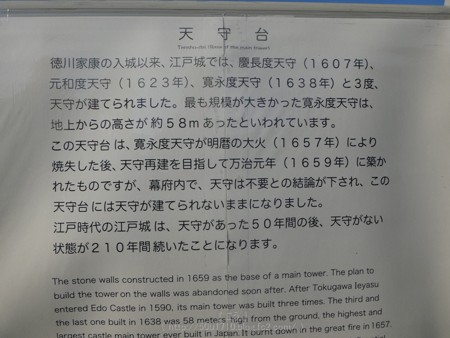 天守台
Tenshu-dai (Base of the main tower)
徳川家康の入城以来、江戸城では、慶長度天守（1607年）、
元和度天守（1623年）、寛永度天守（1638年）と3度、
天守が建てられました。最も規模が大きかった寛永度天守は、
地上からの高さが約58mあったといわれています。
この天守台は、寛永度天守が明暦の大火（1657年）により
焼失した後、天守再建を目指して万治元年（1659年）に築か
れたものですが、幕府内で、天守は不要との結論が下され、この
天守台には天守が建てられないままになりました。
江戸時代の江戸城は、天守があった50年間の後、天守がない
状態が210年間続いたことになります。
The stone walls constructed in 1659 as the base of a main tower. The plan to
build the tower on the walls was abandoned soon after. After Tokugawa Ieyasu
entered Edo Castle in 1590, its main tower was built three times. The third and
the last one built in 1638 was 58 meters high from the ground, the highest and
largest castle main tower ever built in Japan. It burnt down in the great fire in 1657.